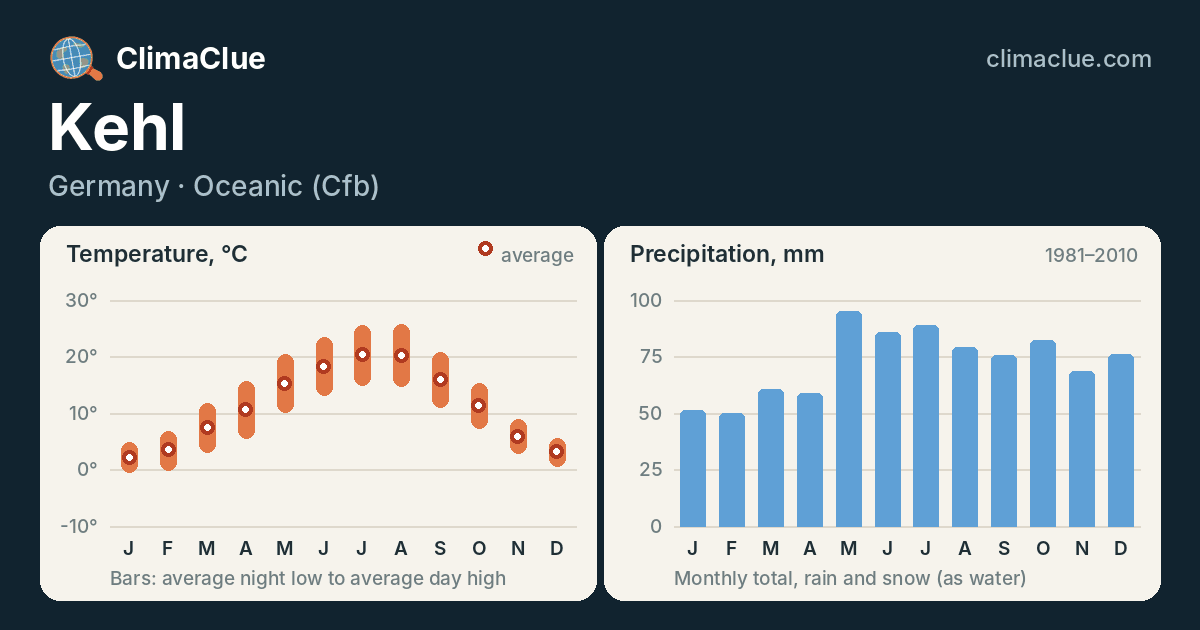 ClimaClue
climaclue.com
Kehl
Germany · Oceanic (Cfb)
Temperature, °C
average
30°
20°
10°
0°
-10°
J F M A M J J A S O N D
Bars: average night low to average day high
Precipitation, mm
1981–2010
100
75
50
25
0
J F M A M J J A S O N D
Monthly total, rain and snow (as water)